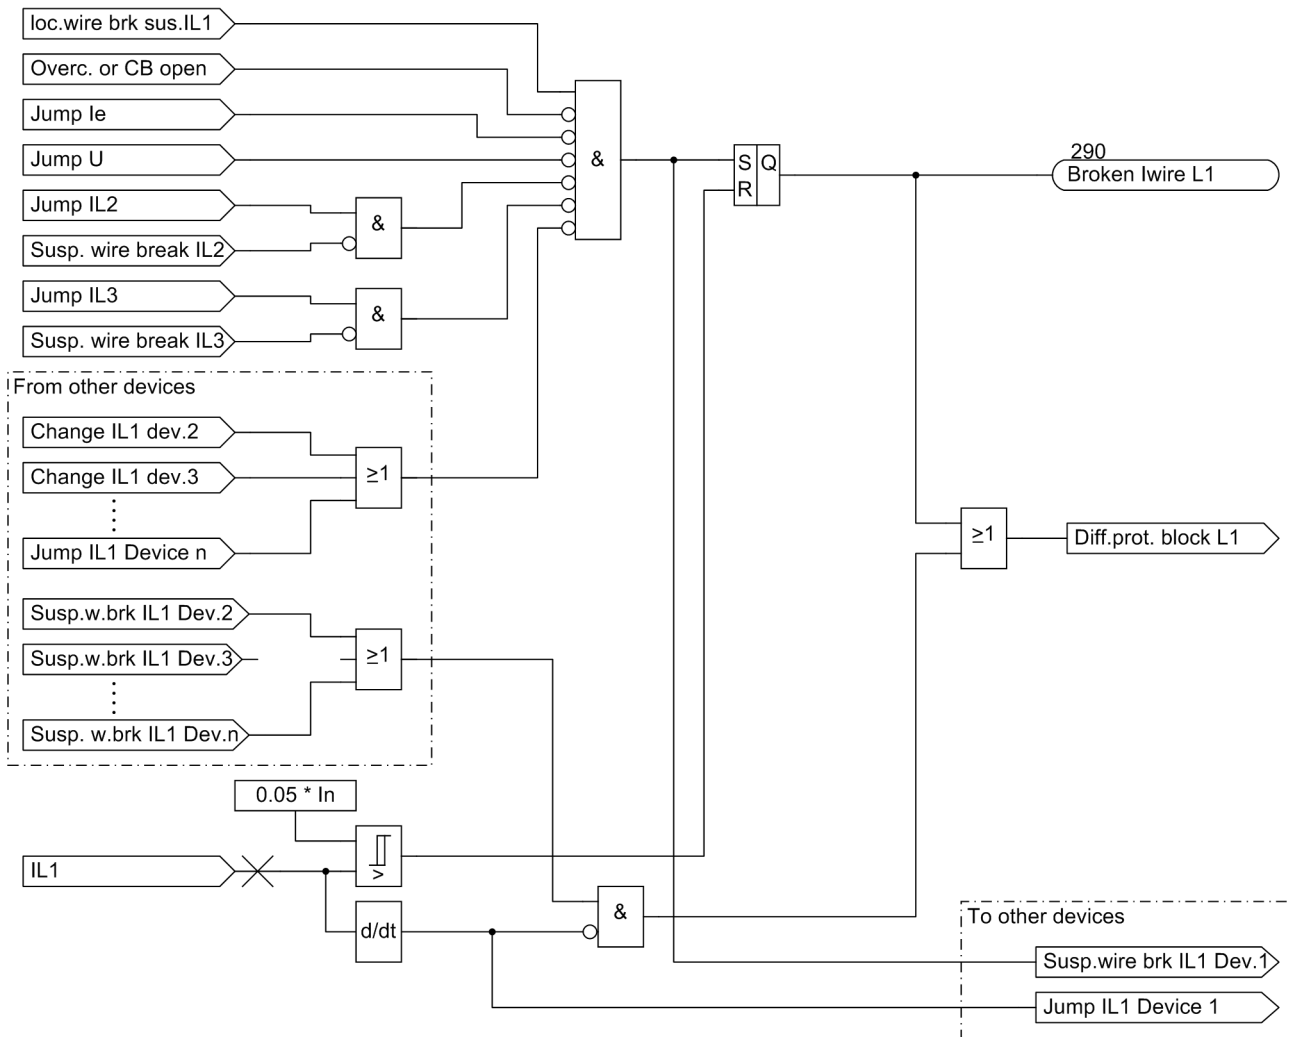 loc.wire brk sus.IL1
Overc. or CB open
Jump Ie
Jump U
Jump IL2
Susp. wire break IL2
Jump IL3
Susp. wire break IL3
&
&
&
S Q
R
290
Broken Iwire L1
From other devices
Change IL1 dev.2
Change IL1 dev.3
Jump IL1 Device n
≥1
Susp.w.brk IL1 Dev.2
Susp.w.brk IL1 Dev.3
Susp. w.brk IL1 Dev.n
≥1
≥1
Diff.prot. block L1
0.05 * In
IL1
>
d/dt
&
To other devices
Susp.wire brk IL1 Dev.1
Jump IL1 Device 1